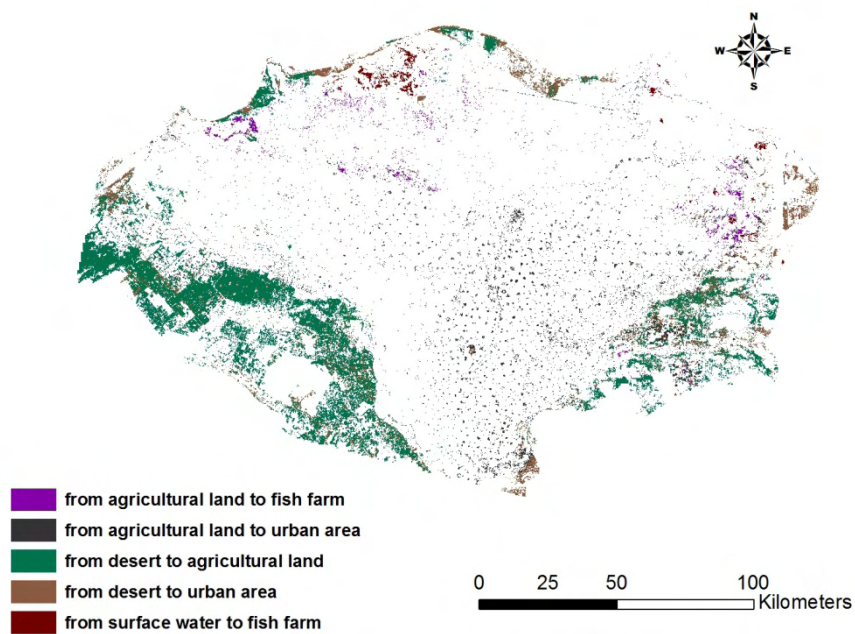 N
W E
S
from agricultural land to fish farm
from agricultural land to urban area
from desert to agricultural land
from desert to urban area
from surface water to fish farm
0 25 50 100
Kilometers